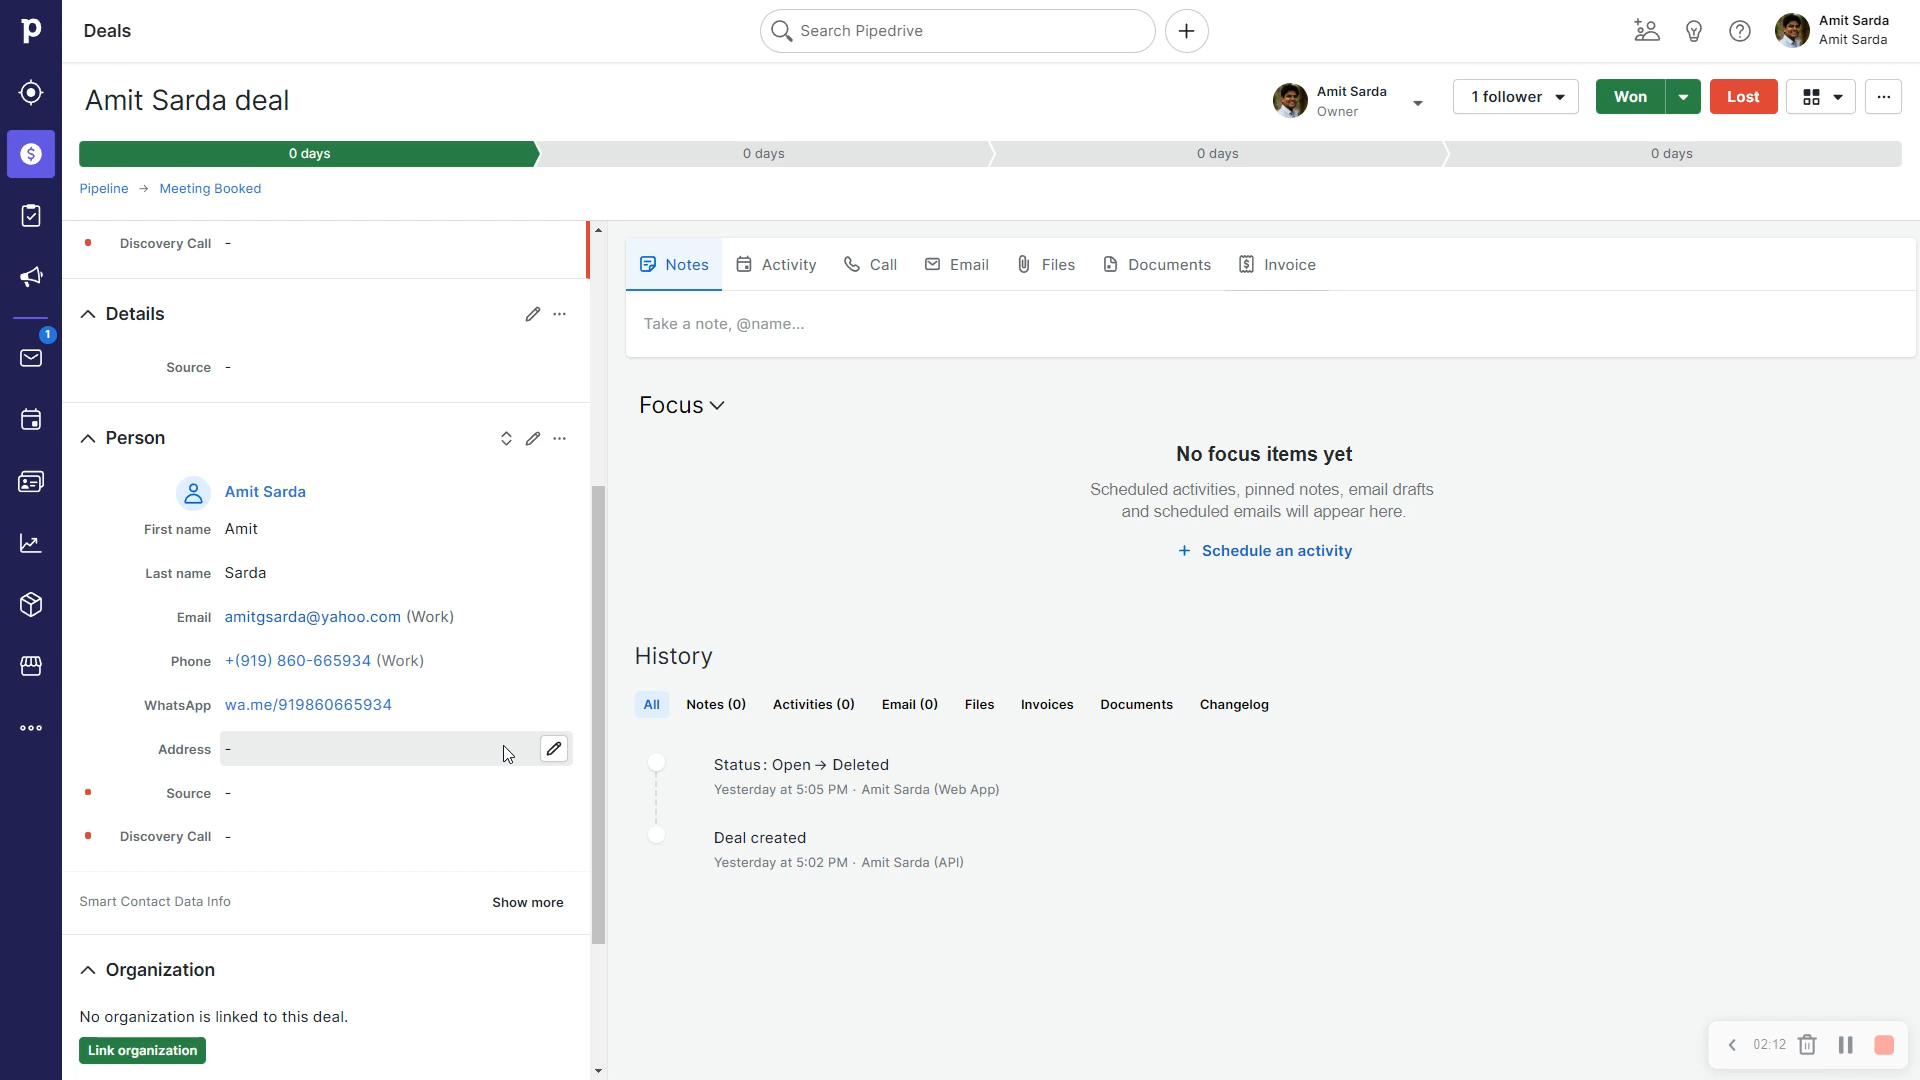 Deals
Search Pipedrive
Amit Sarda
Amit Sarda
Amit Sarda deal
Amit Sarda
Owner
1 follower
Won
Lost
0 days
0 days
0 days
0 days
Pipeline → Meeting Booked
Discovery Call -
Details
Source -
Person
Amit Sarda
First name Amit
Last name Sarda
Email amitgsarda@yahoo.com (Work)
Phone +(919) 860-665934 (Work)
WhatsApp wa.me/919860665934
Address -
Source -
Discovery Call -
Smart Contact Data Info Show more
Organization
No organization is linked to this deal.
Link organization
1
Notes Activity Call Email Files Documents Invoice
Take a note, @name...
Focus
No focus items yet
Scheduled activities, pinned notes, email drafts
and scheduled emails will appear here.
+ Schedule an activity
History
All Notes (0) Activities (0) Email (0) Files Invoices Documents Changelog
Status: Open → Deleted
Yesterday at 5:05 PM · Amit Sarda (Web App)
Deal created
Yesterday at 5:02 PM · Amit Sarda (API)
02:12